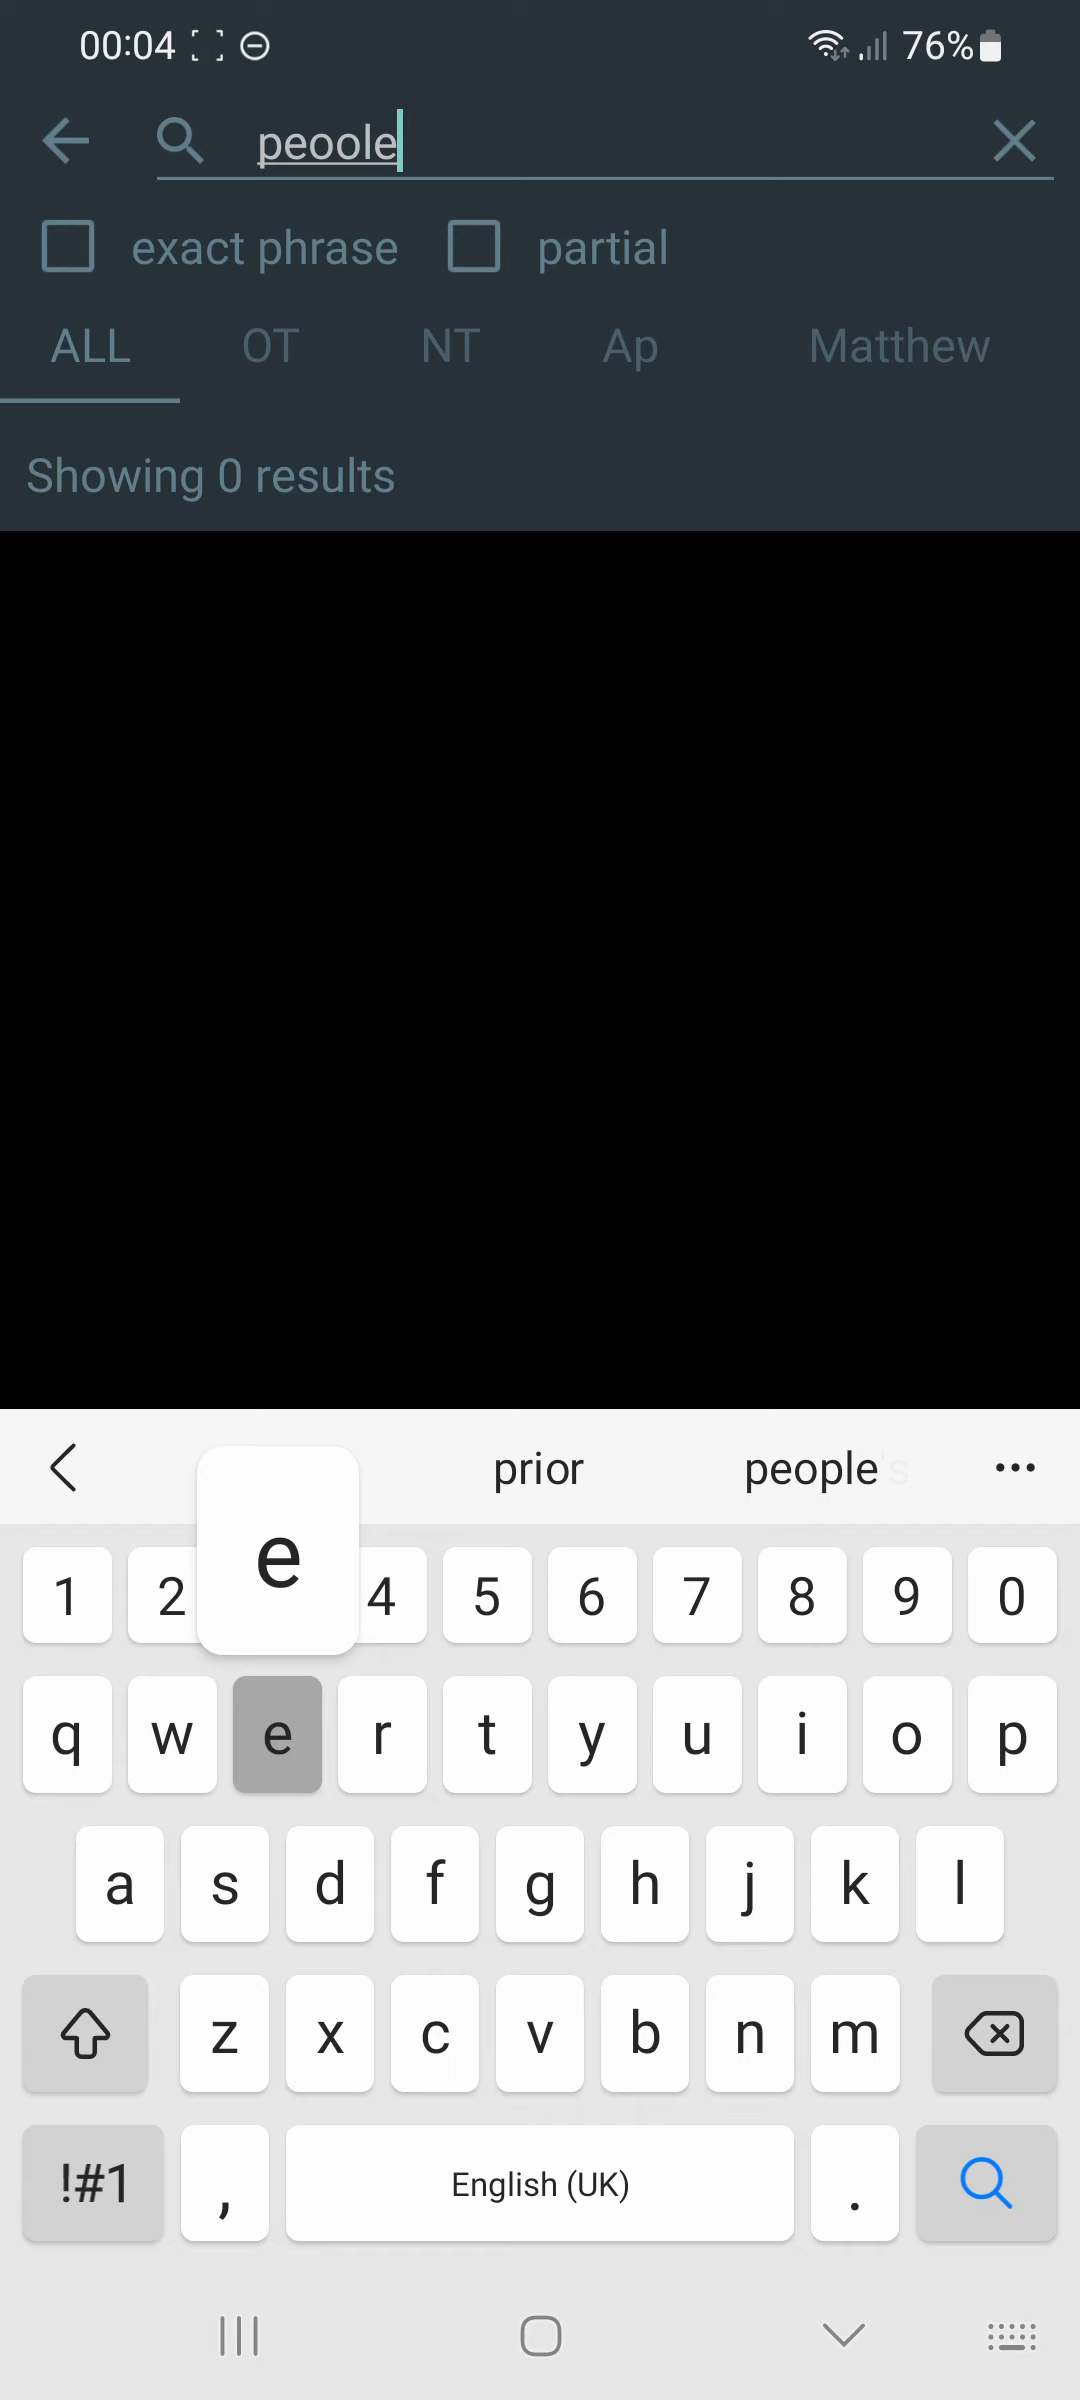 00:04 76%
peoole
exact phrase partial
ALL OT NT Ap Matthew
Showing 0 results
prior people's ...
e
1 2 4 5 6 7 8 9 0
q w e r t y u i o p
a s d f g h j k l
z x c v b n m
!#1 , English (UK) .